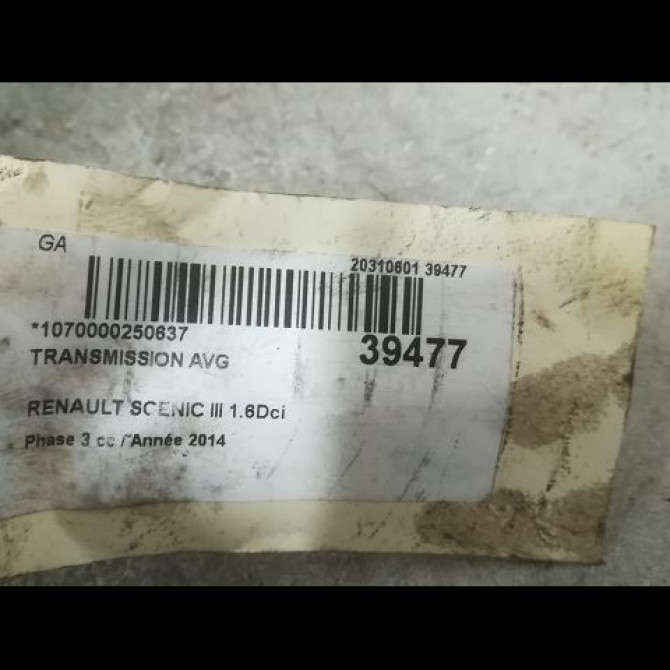 GA
20310601 39477
*1070000250637
39477
TRANSMISSION AVG
RENAULT SCENIC III 1.6Dci
Phase 3 cc / Année 2014